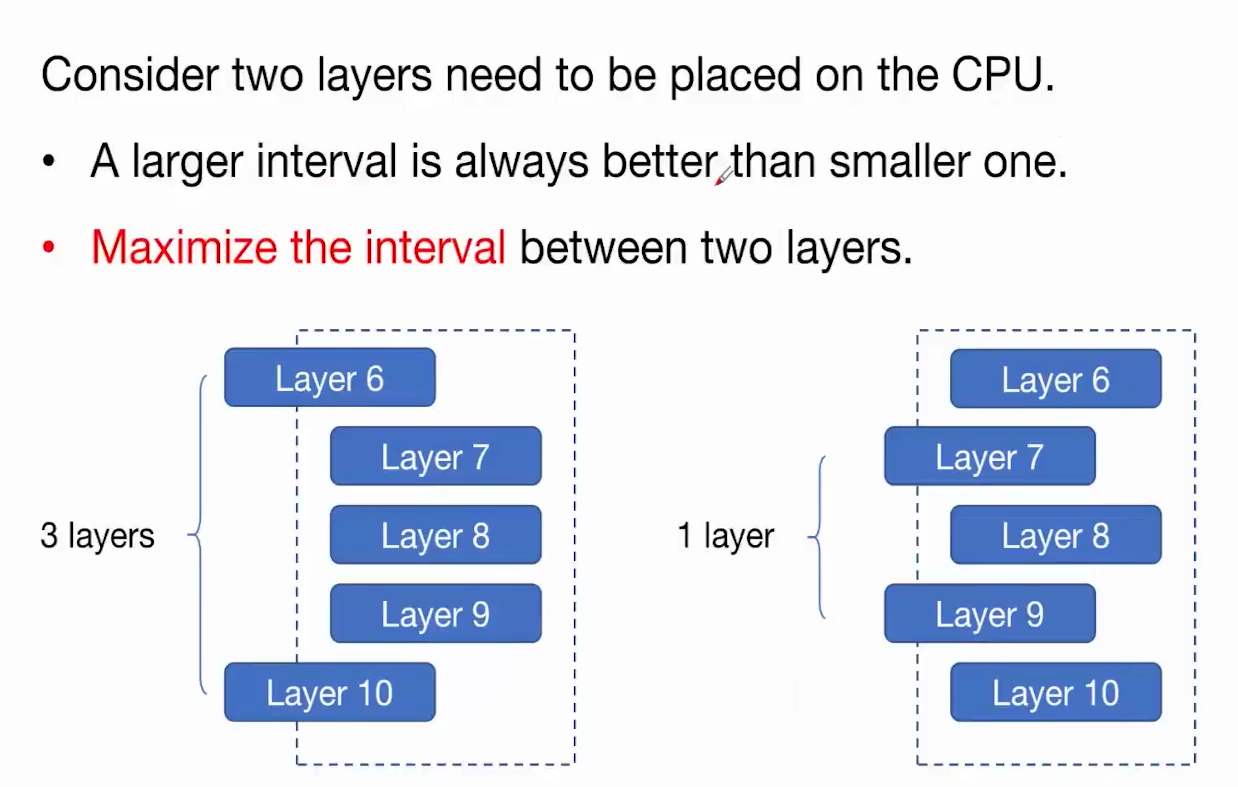 Consider two layers need to be placed on the CPU.
• A larger interval is always better than smaller one.
• Maximize the interval between two layers.
Layer 6
Layer 7
3 layers
Layer 8
Layer 9
Layer 10
Layer 6
Layer 7
1 layer
Layer 8
Layer 9
Layer 10